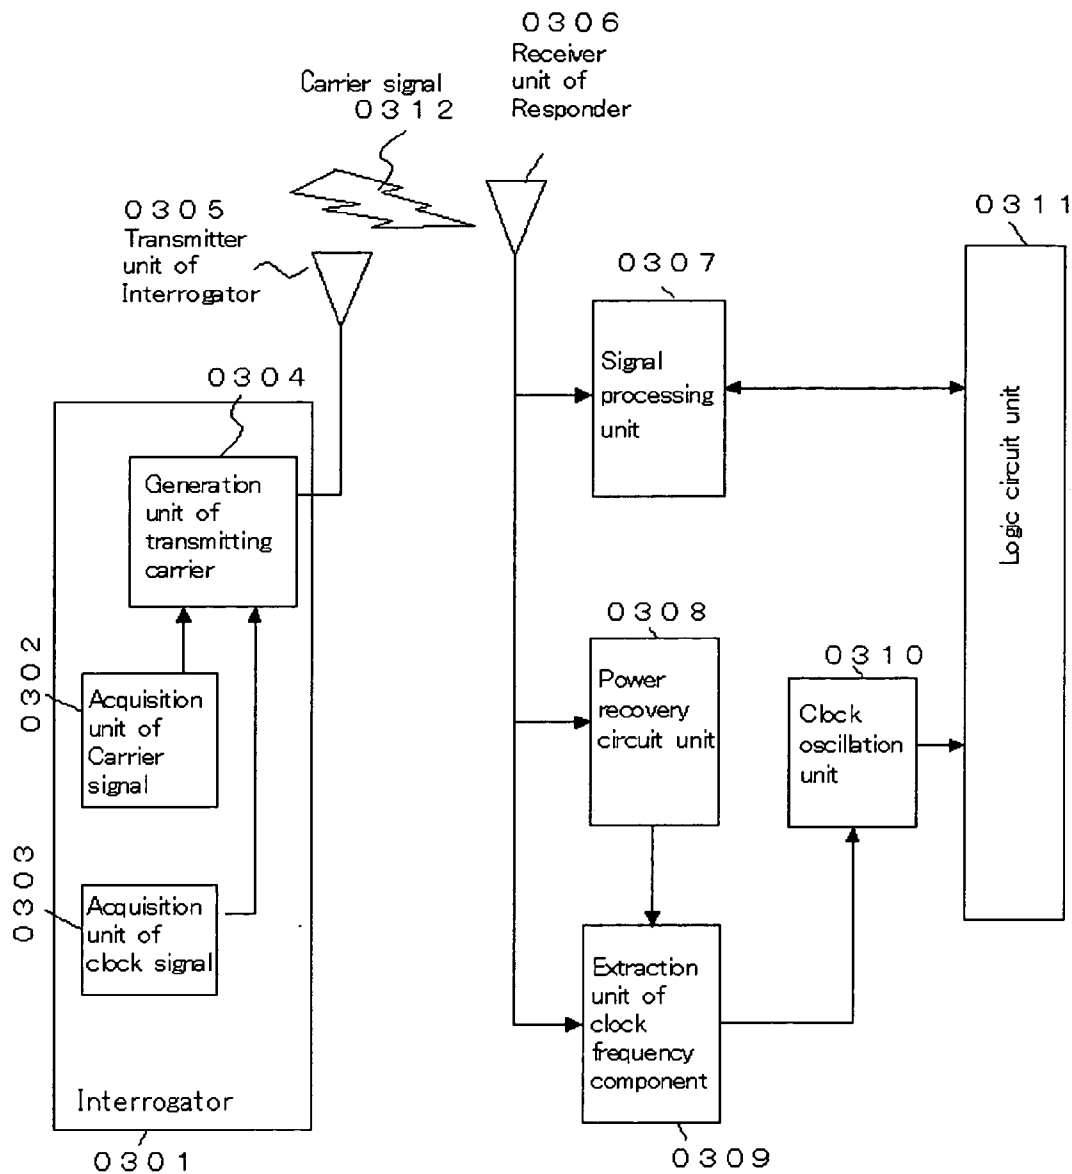 0306
Receiver
unit of
Responder
Carrier signal
0312
0305
Transmitter
unit of
Interrogator
0311
0307
Signal
processing
unit
Logic circuit unit
0304
Generation
unit of
transmitting
carrier
0308
Power
recovery
circuit unit
0310
Clock
oscillation
unit
0302
Acquisition
unit of
Carrier
signal
0303
Acquisition
unit of
clock signal
Extraction
unit of
clock
frequency
component
Interrogator
0301
0309